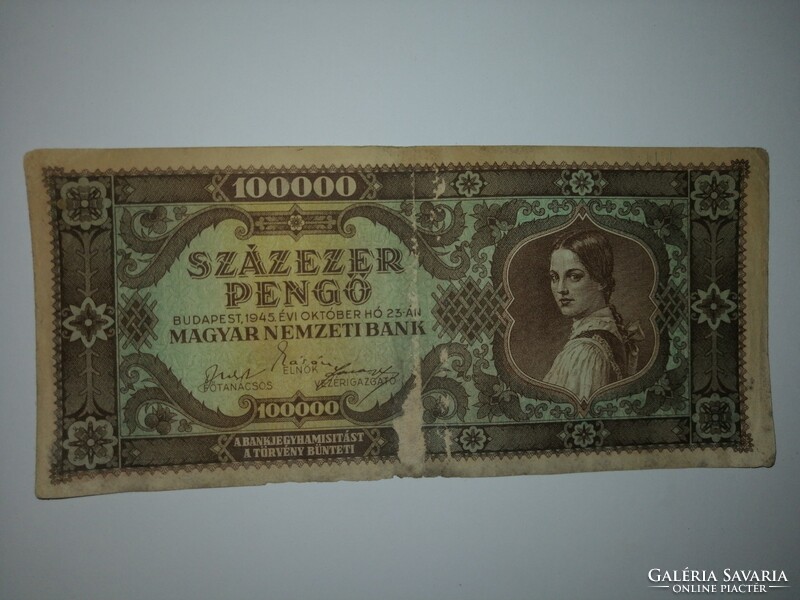 100000
SZÁZEZER
PENGŐ
BUDAPEST, 1945. ÉVI OKTÓBER HÓ 23-ÁN
MAGYAR NEMZETI BANK
ELNÖK
FŐTANÁCSOS VEZÉRIGAZGATÓ
100000
A BANKJEGYHAMISITÁST
A TÖRVÉNY BÜNTETI
GALÉRIA SAVARIA
ONLINE PIACTÉR